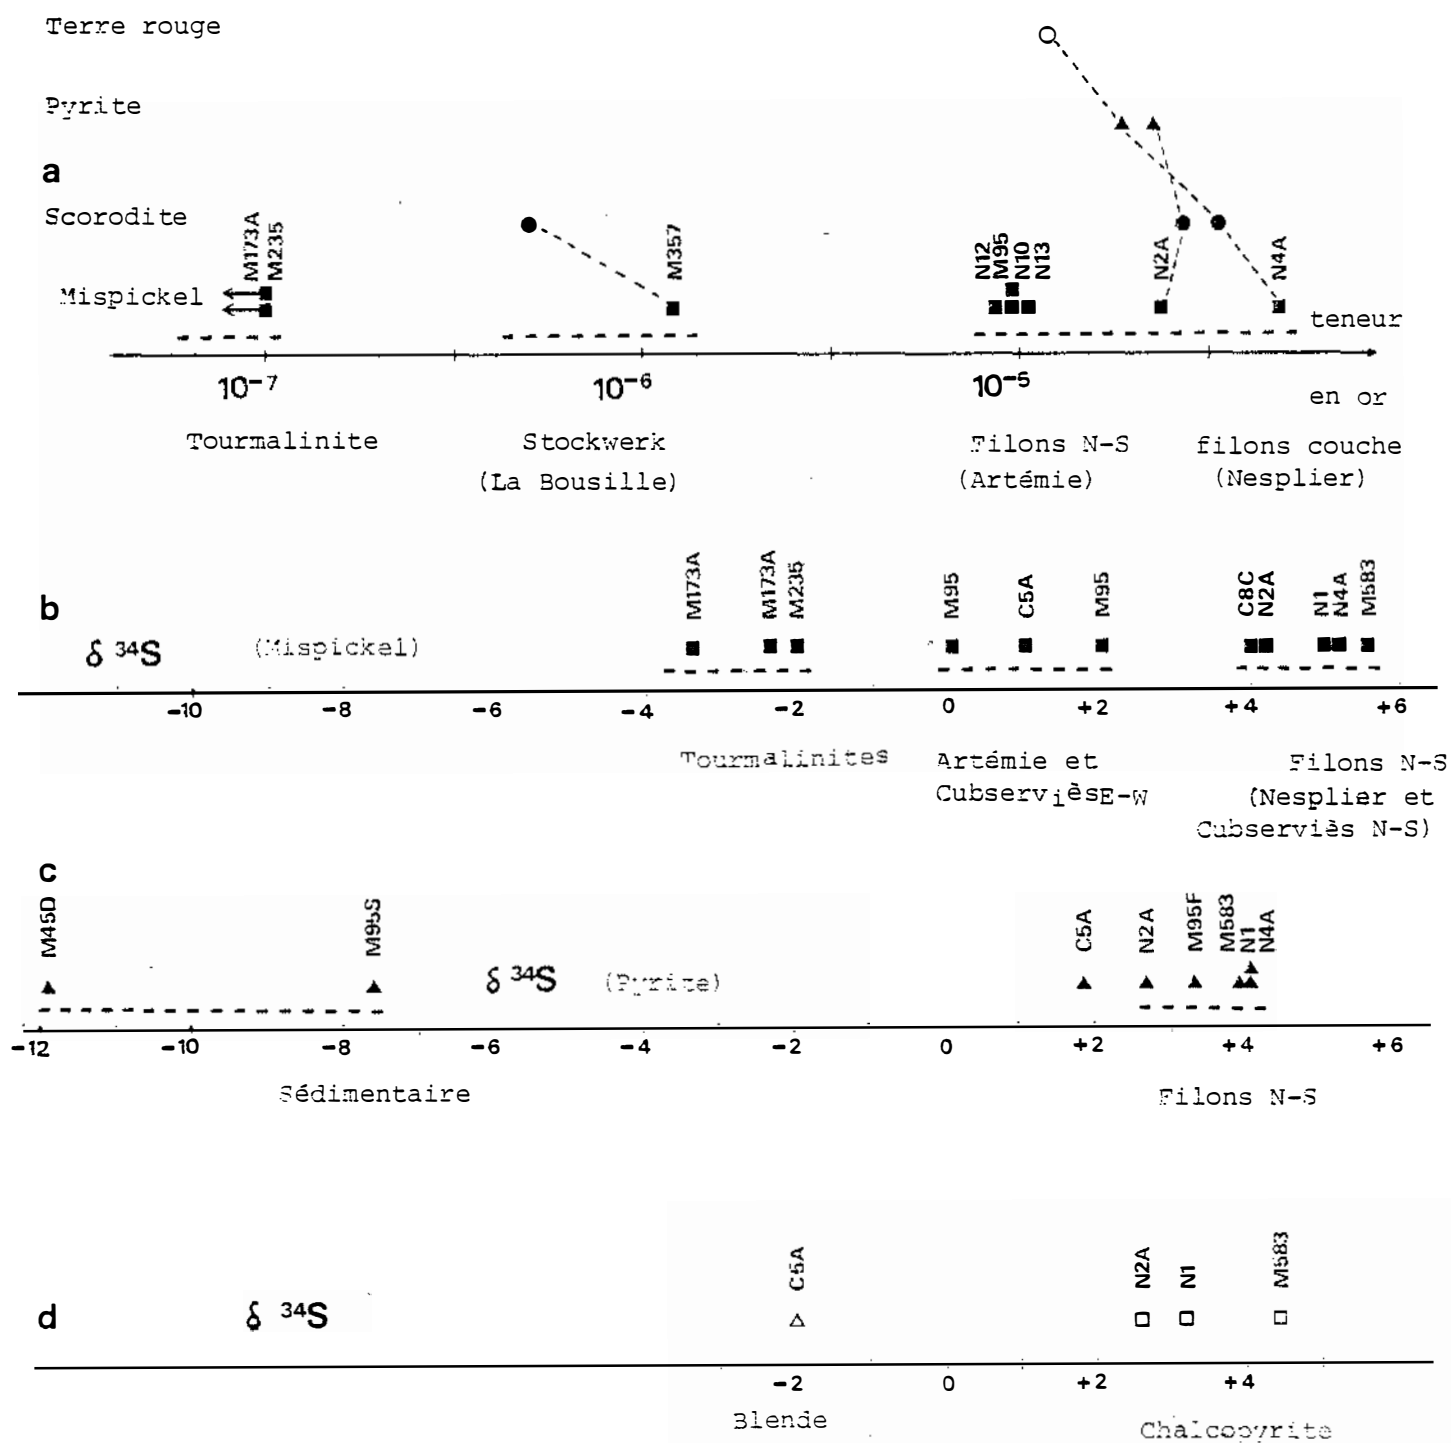 Terre rouge
Pyrite
a
Scorodite
M173A
M235
M357
N12
M95
N10
N13
N2A
N4A
Mispickel
teneur
10⁻⁷ 10⁻⁶ 10⁻⁵
en or
Tourmalinite Stockwerk Filons N-S filons couche
(La Bousille) (Artémie) (Nesplier)
b
M173A M173A M235 M95 C5A M95 C8C N2A N1 N4A M583
δ ³⁴S (Mispickel)
-10 -8 -6 -4 -2 0 +2 +4 +6
Tourmalinites Artémie et Filons N-S
Cubserviès E-W (Nesplier et
Cubserviès N-S)
c
M45D M95S C5A N2A M95F M583 N1 N4A
δ ³⁴S (Pyrite)
-12 -10 -8 -6 -4 -2 0 +2 +4 +6
Sédimentaire Filons N-S
C5A N2A N1 M583
d
δ ³⁴S
-2 0 +2 +4
Blende Chalcopyrite